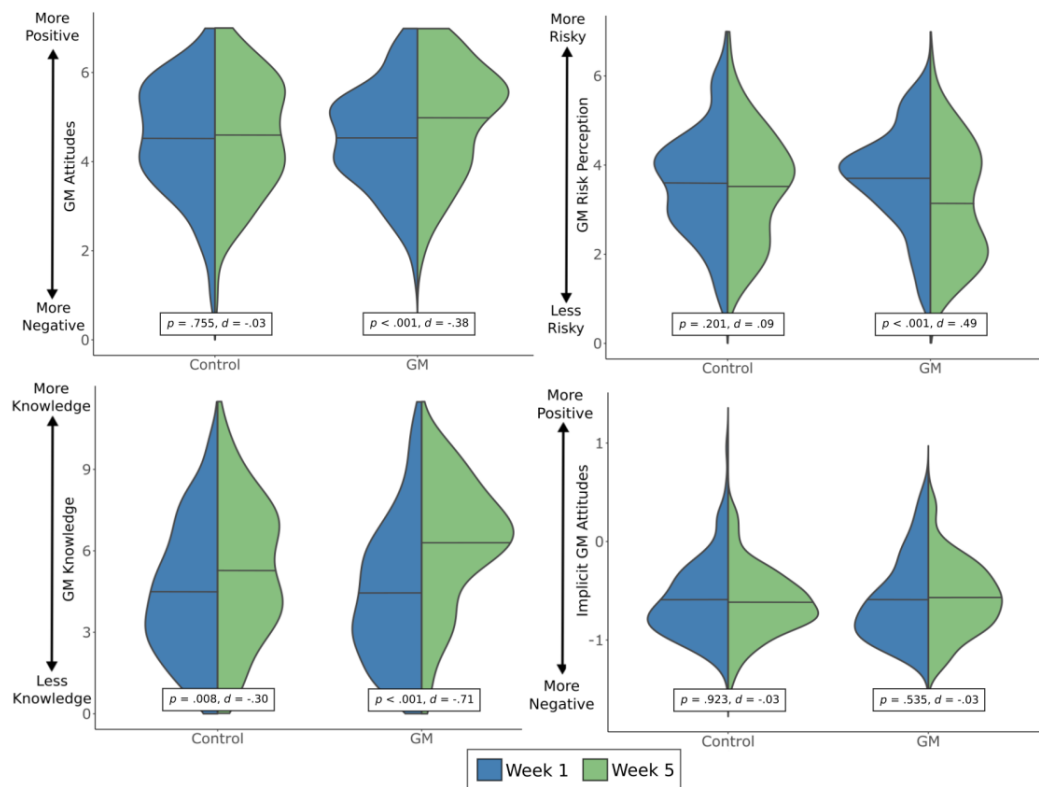 More
Positive
GM Attitudes
6
4
2
0
More
Negative
p = .755, d = -.03
p < .001, d = -.38
Control
GM
More
Risky
GM Risk Perception
6
4
2
0
Less
Risky
p = .201, d = .09
p < .001, d = .49
Control
GM
More
Knowledge
GM Knowledge
9
6
3
0
Less
Knowledge
p = .008, d = -.30
p < .001, d = -.71
Control
GM
More
Positive
Implicit GM Attitudes
1
0
-1
More
Negative
p = .923, d = -.03
p = .535, d = -.03
Control
GM
Week 1
Week 5